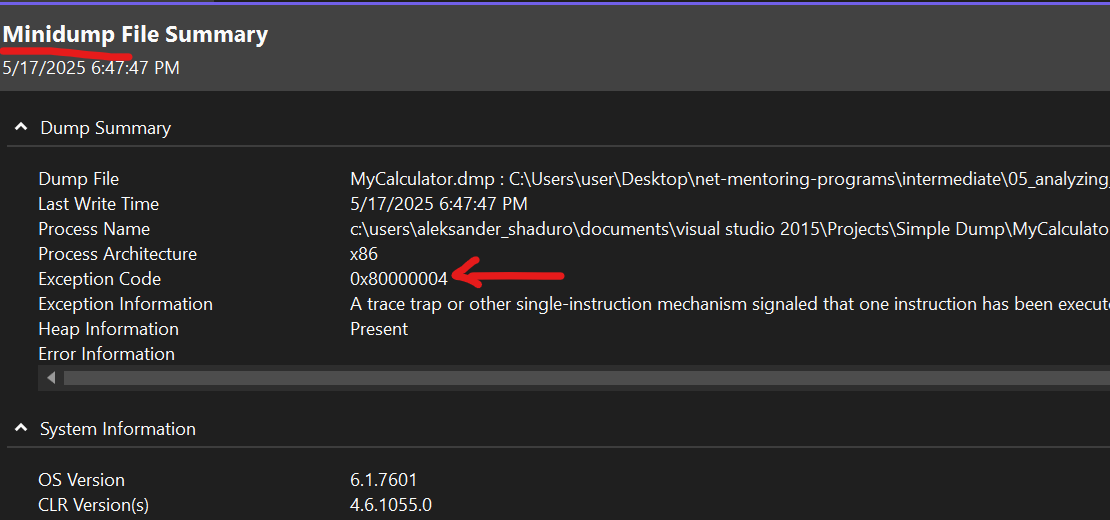 Minidump File Summary
5/17/2025 6:47:47 PM
Dump Summary
Dump File MyCalculator.dmp : C:\Users\user\Desktop\net-mentoring-programs\intermediate\05_analyzing_
Last Write Time 5/17/2025 6:47:47 PM
Process Name c:\users\aleksander_shaduro\documents\visual studio 2015\Projects\Simple Dump\MyCalculato
Process Architecture x86
Exception Code 0x80000004
Exception Information A trace trap or other single-instruction mechanism signaled that one instruction has been execut
Heap Information Present
Error Information
System Information
OS Version 6.1.7601
CLR Version(s) 4.6.1055.0